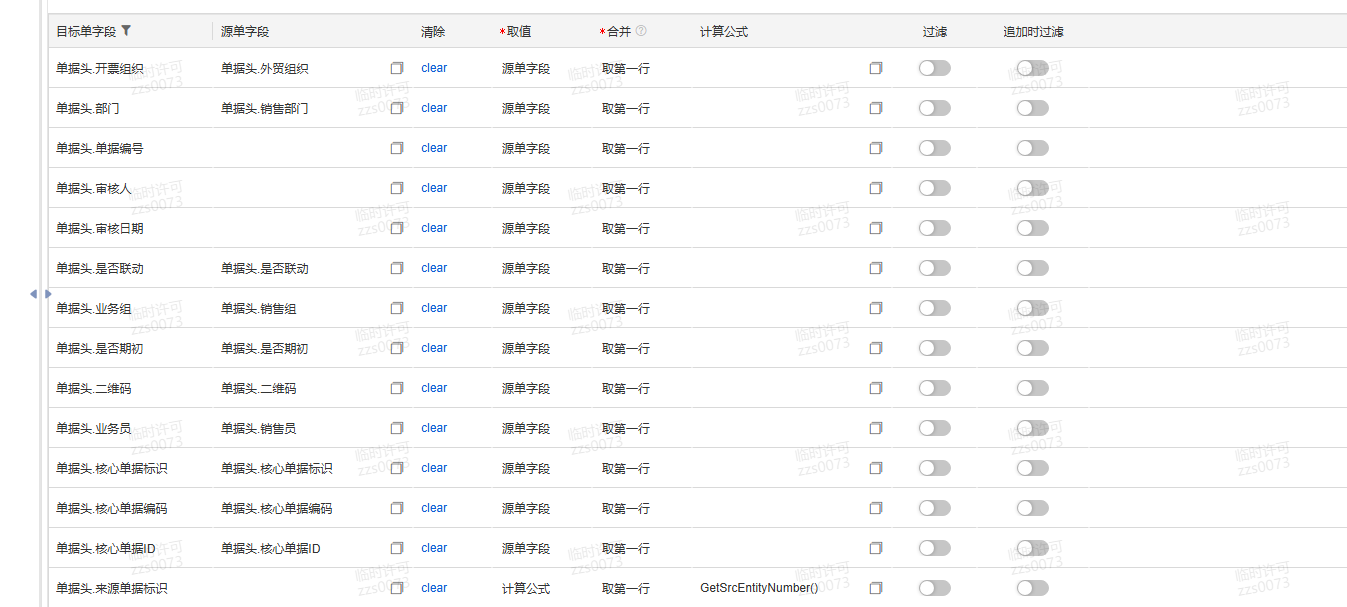 目标单字段 源单字段 清除 *取值 *合并 计算公式 过滤 追加时过滤
单据头.开票组织 单据头.外贸组织 clear 源单字段 取第一行
单据头.部门 单据头.销售部门 clear 源单字段 取第一行
单据头.单据编号 clear 源单字段 取第一行
单据头.审核人 clear 源单字段 取第一行
单据头.审核日期 clear 源单字段 取第一行
单据头.是否联动 单据头.是否联动 clear 源单字段 取第一行
单据头.业务组 单据头.销售组 clear 源单字段 取第一行
单据头.是否期初 单据头.是否期初 clear 源单字段 取第一行
单据头.二维码 单据头.二维码 clear 源单字段 取第一行
单据头.业务员 单据头.销售员 clear 源单字段 取第一行
单据头.核心单据标识 单据头.核心单据标识 clear 源单字段 取第一行
单据头.核心单据编码 单据头.核心单据编码 clear 源单字段 取第一行
单据头.核心单据ID 单据头.核心单据ID clear 源单字段 取第一行
单据头.来源单据标识 clear 计算公式 取第一行 GetSrcEntityNumber()
临时许可
zzs0073